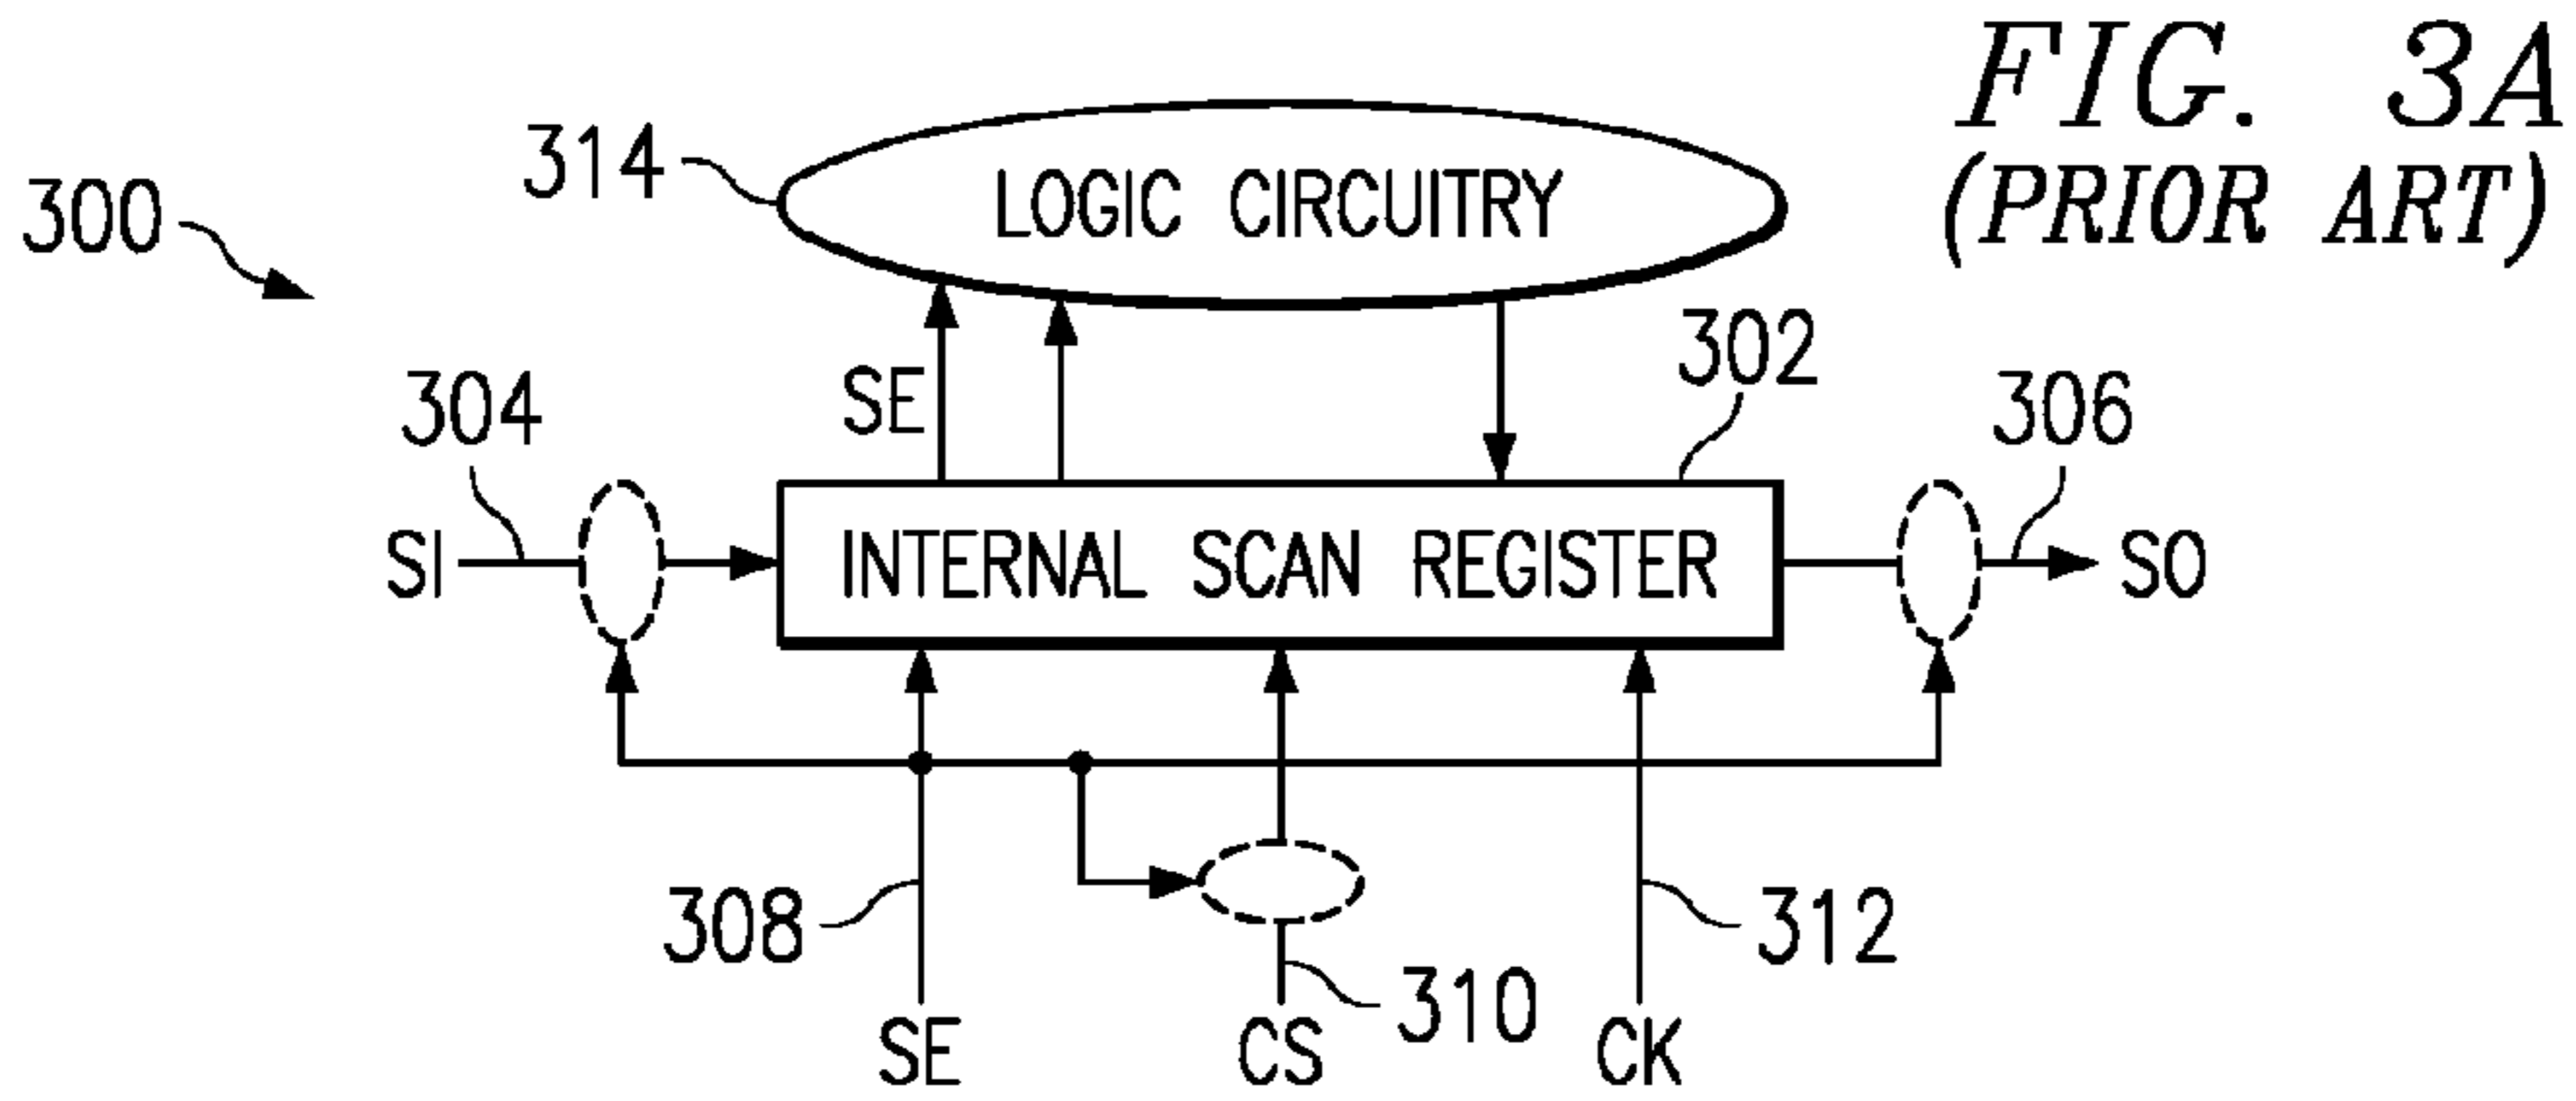 FIG. 3A
(PRIOR ART)
314
LOGIC CIRCUITRY
300
302
SE
304
306
SI
INTERNAL SCAN REGISTER
SO
308
312
310
SE
CS
CK